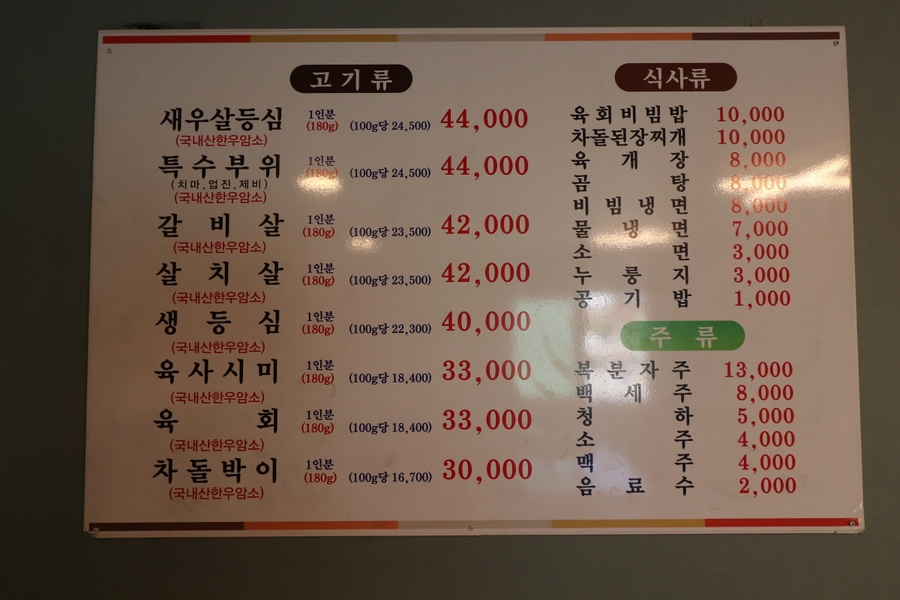 고기류
새우살등심 1인분 (180g) (100g당 24,500) 44,000
(국내산한우암소)
특수부위 1인분 (180g) (100g당 24,500) 44,000
(치마,업진,제비)
(국내산한우암소)
갈비살 1인분 (180g) (100g당 23,500) 42,000
(국내산한우암소)
살치살 1인분 (180g) (100g당 23,500) 42,000
(국내산한우암소)
생등심 1인분 (180g) (100g당 22,300) 40,000
(국내산한우암소)
육사시미 1인분 (180g) (100g당 18,400) 33,000
(국내산한우암소)
육회 1인분 (180g) (100g당 18,400) 33,000
(국내산한우암소)
차돌박이 1인분 (180g) (100g당 16,700) 30,000
(국내산한우암소)
식사류
육회비빔밥 10,000
차돌된장찌개 10,000
육개장 8,000
곰탕 8,000
비빔냉면 8,000
물냉면 7,000
소면 3,000
누룽지 3,000
공기밥 1,000
주류
복분자주 13,000
백세주 8,000
청하 5,000
소주 4,000
맥주 4,000
음료수 2,000